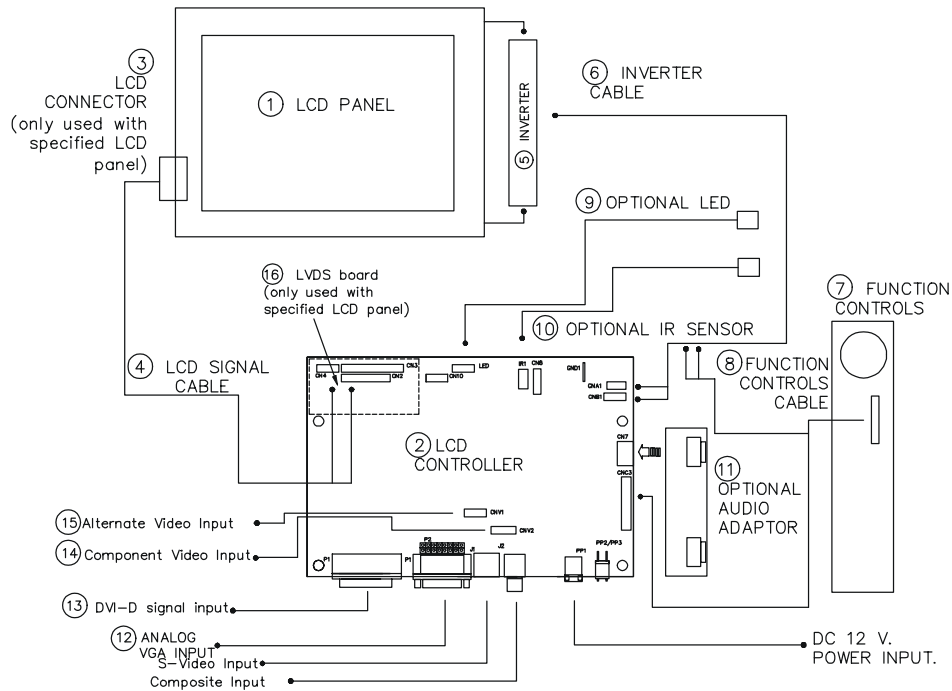 3
LCD
CONNECTOR
(only used with
specified LCD
panel)
1 LCD PANEL
5 INVERTER
6 INVERTER
CABLE
9 OPTIONAL LED
16 LVDS board
(only used with
specified LCD panel)
10 OPTIONAL IR SENSOR
7 FUNCTION
CONTROLS
4 LCD SIGNAL
CABLE
8 FUNCTION
CONTROLS
CABLE
CN4
CN3
CN2
CN10
LED
IR1
CN6
GND1
CNA1
CNB1
2 LCD
CONTROLLER
CN7
CNC3
11
OPTIONAL
AUDIO
ADAPTOR
15 Alternate Video Input
CNV1
14 Component Video Input
CNV2
P1
P1
P2
J1
J2
PP1
PP2/PP3
13 DVI-D signal input
12 ANALOG
VGA INPUT
S-Video Input
Composite Input
DC 12 V.
POWER INPUT.